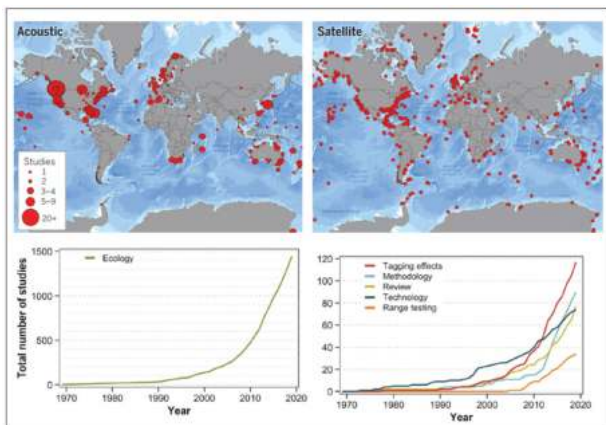 Acoustic
Satellite
Studies
1
2
3–4
5–9
20+
Ecology
Total number of studies
1500
1000
500
0
1970
1980
1990
2000
2010
2020
Year
Tagging effects
Methodology
Review
Technology
Range testing
120
100
80
60
40
20
0
1970
1980
1990
2000
2010
2020
Year